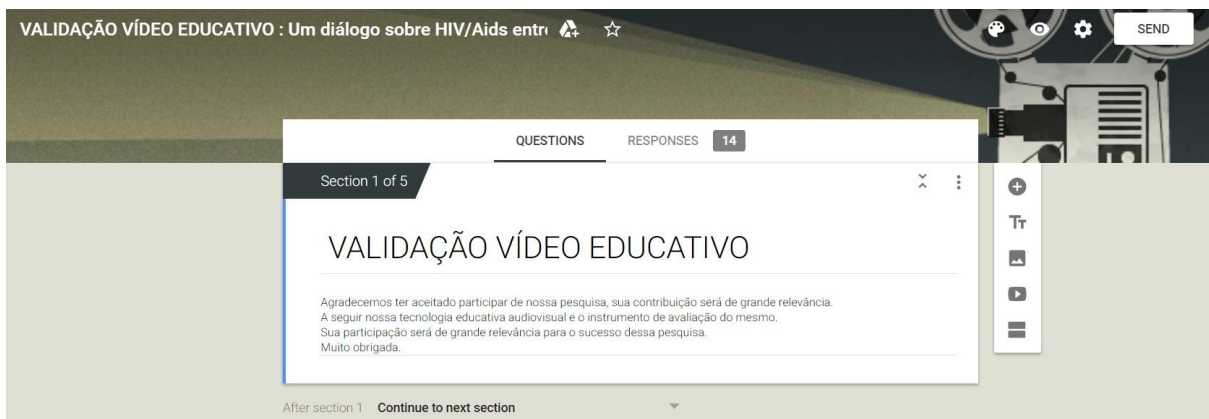 VALIDAÇÃO VÍDEO EDUCATIVO : Um diálogo sobre HIV/Aids entr
SEND
QUESTIONS RESPONSES 14
Section 1 of 5
VALIDAÇÃO VÍDEO EDUCATIVO
Agradecemos ter aceitado participar de nossa pesquisa, sua contribuição será de grande relevância.
A seguir nossa tecnologia educativa audiovisual e o instrumento de avaliação do mesmo.
Sua participação será de grande relevância para o sucesso dessa pesquisa.
Muito obrigada.
After section 1 Continue to next section